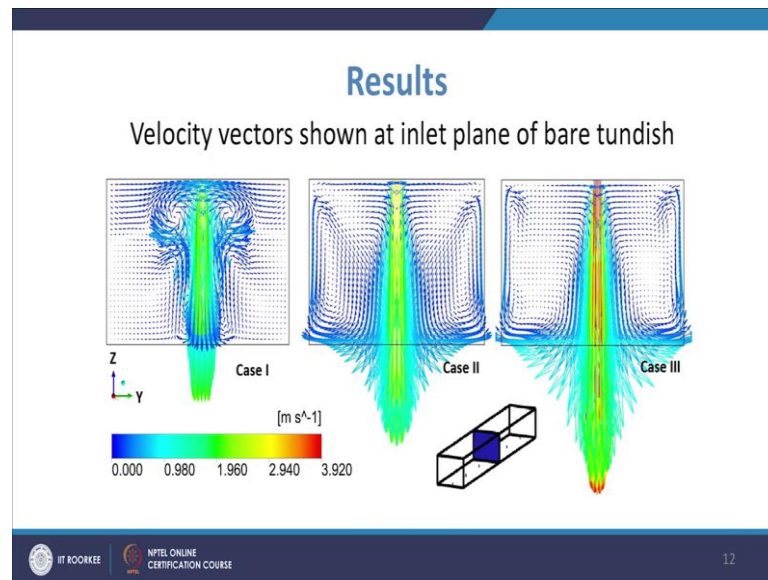 Results
Velocity vectors shown at inlet plane of bare tundish
Case I
Case II
Case III
Z
Y
[m s^-1]
0.000 0.980 1.960 2.940 3.920
IIT ROORKEE
NPTEL ONLINE
CERTIFICATION COURSE
12